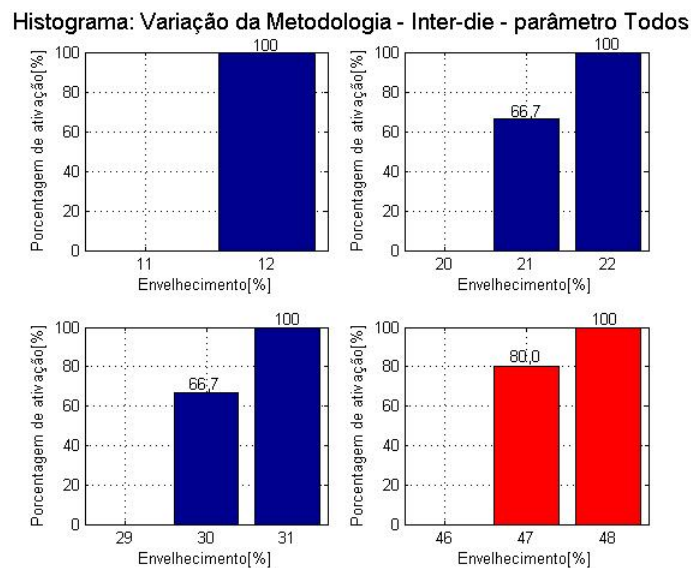 Histograma: Variação da Metodologia - Inter-die - parâmetro Todos
Porcentagem de ativação[%]
100
80
60
40
20
0
100
11 12
Envelhecimento[%]
Porcentagem de ativação[%]
100
80
60
40
20
0
66,7
100
20 21 22
Envelhecimento[%]
Porcentagem de ativação[%]
100
80
60
40
20
0
66,7
100
29 30 31
Envelhecimento[%]
Porcentagem de ativação[%]
100
80
60
40
20
0
80,0
100
46 47 48
Envelhecimento[%]